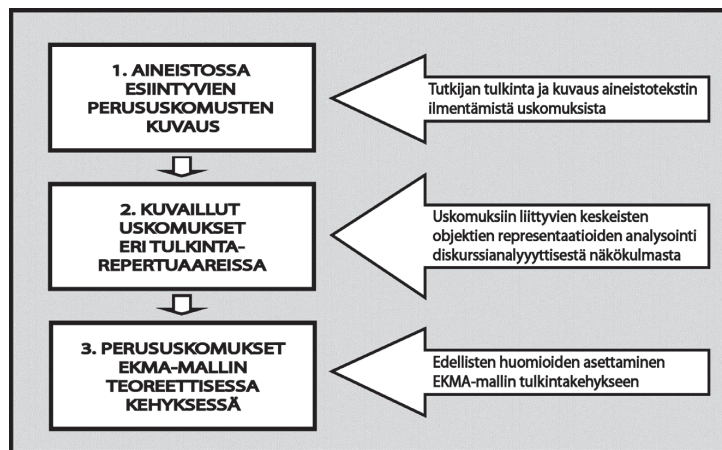 1. AINEISTOSSA
ESIINTYVIEN
PERUSUSKOMUSTEN
KUVAUS
Tutkijan tulkinta ja kuvaus aineistotekstin
ilmentämistä uskomuksista
2. KUVAILLUT
USKOMUKSET
ERI TULKINTA-
REPERTUAAREISSA
Uskomuksiin liittyvien keskeisten
objektien representaatioiden analysointi
diskurssianalyyttisestä näkökulmasta
3. PERUSUSKOMUKSET
EKMA-MALLIN
TEOREETTISESSA
KEHYKSESSÄ
Edellisten huomioiden asettaminen
EKMA-mallin tulkintakehykseen